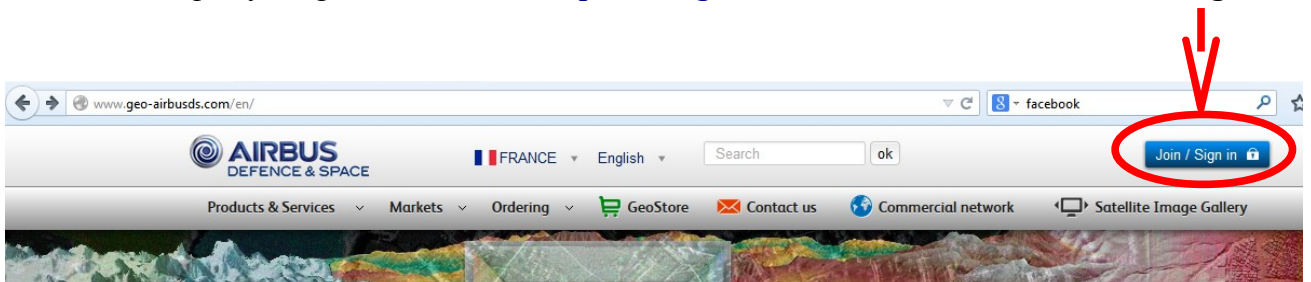 www.geo-airbusds.com/en/
facebook
AIRBUS
DEFENCE & SPACE
FRANCE
English
Search
ok
Join / Sign in
Products & Services
Markets
Ordering
GeoStore
Contact us
Commercial network
Satellite Image Gallery